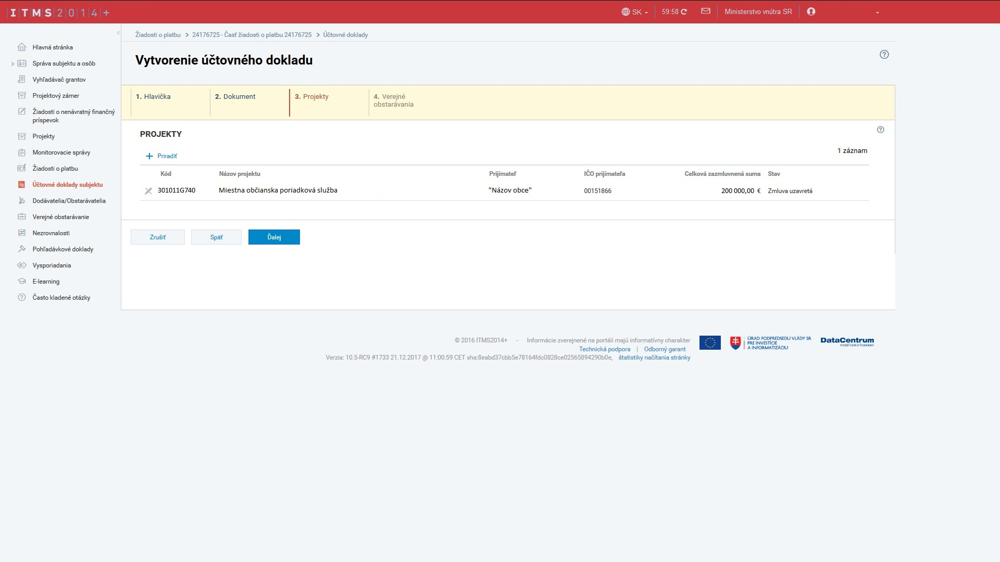 ITMS2014+
SK
59:58
Ministerstvo vnútra SR
Žiadosti o platbu > 24176725 - Časť žiadosti o platbu 24176725 > Účtovné doklady
Hlavná stránka
Správa subjektu a osôb
Vyhľadávač grantov
Projektový zámer
Žiadosti o nenávratný finančný
príspevok
Projekty
Monitorovacie správy
Žiadosti o platbu
Účtovné doklady subjektu
Dodávatelia/Obstarávatelia
Verejné obstarávanie
Nezrovnalosti
Pohľadávkové doklady
Vysporiadania
E-learning
Často kladené otázky
Vytvorenie účtovného dokladu
1. Hlavička
2. Dokument
3. Projekty
4. Verejné
obstarávania
PROJEKTY
Priradiť
1 záznam
Kód Názov projektu Prijímateľ IČO prijímateľa Celková zazmluvnená suma Stav
301011G740 Miestna občianska poriadková služba "Názov obce" 00151866 200 000,00 € Zmluva uzavretá
Zrušiť
Späť
Ďalej
© 2016 ITMS2014+ - Informácie zverejnené na portáli majú informatívny charakter
Technická podpora | Odborný garant
Verzia: 10.5-RC9 #1733 21.12.2017 @ 11:00:59 CET sha:8eabd37cbb5e78164fdc0828ce02565894290b0e, štatistiky načítania stránky
ÚRAD PODPREDSEDU VLÁDY SR
PRE INVESTÍCIE
A INFORMATIZÁCIU
DataCentrum
medzi Vami a financiami